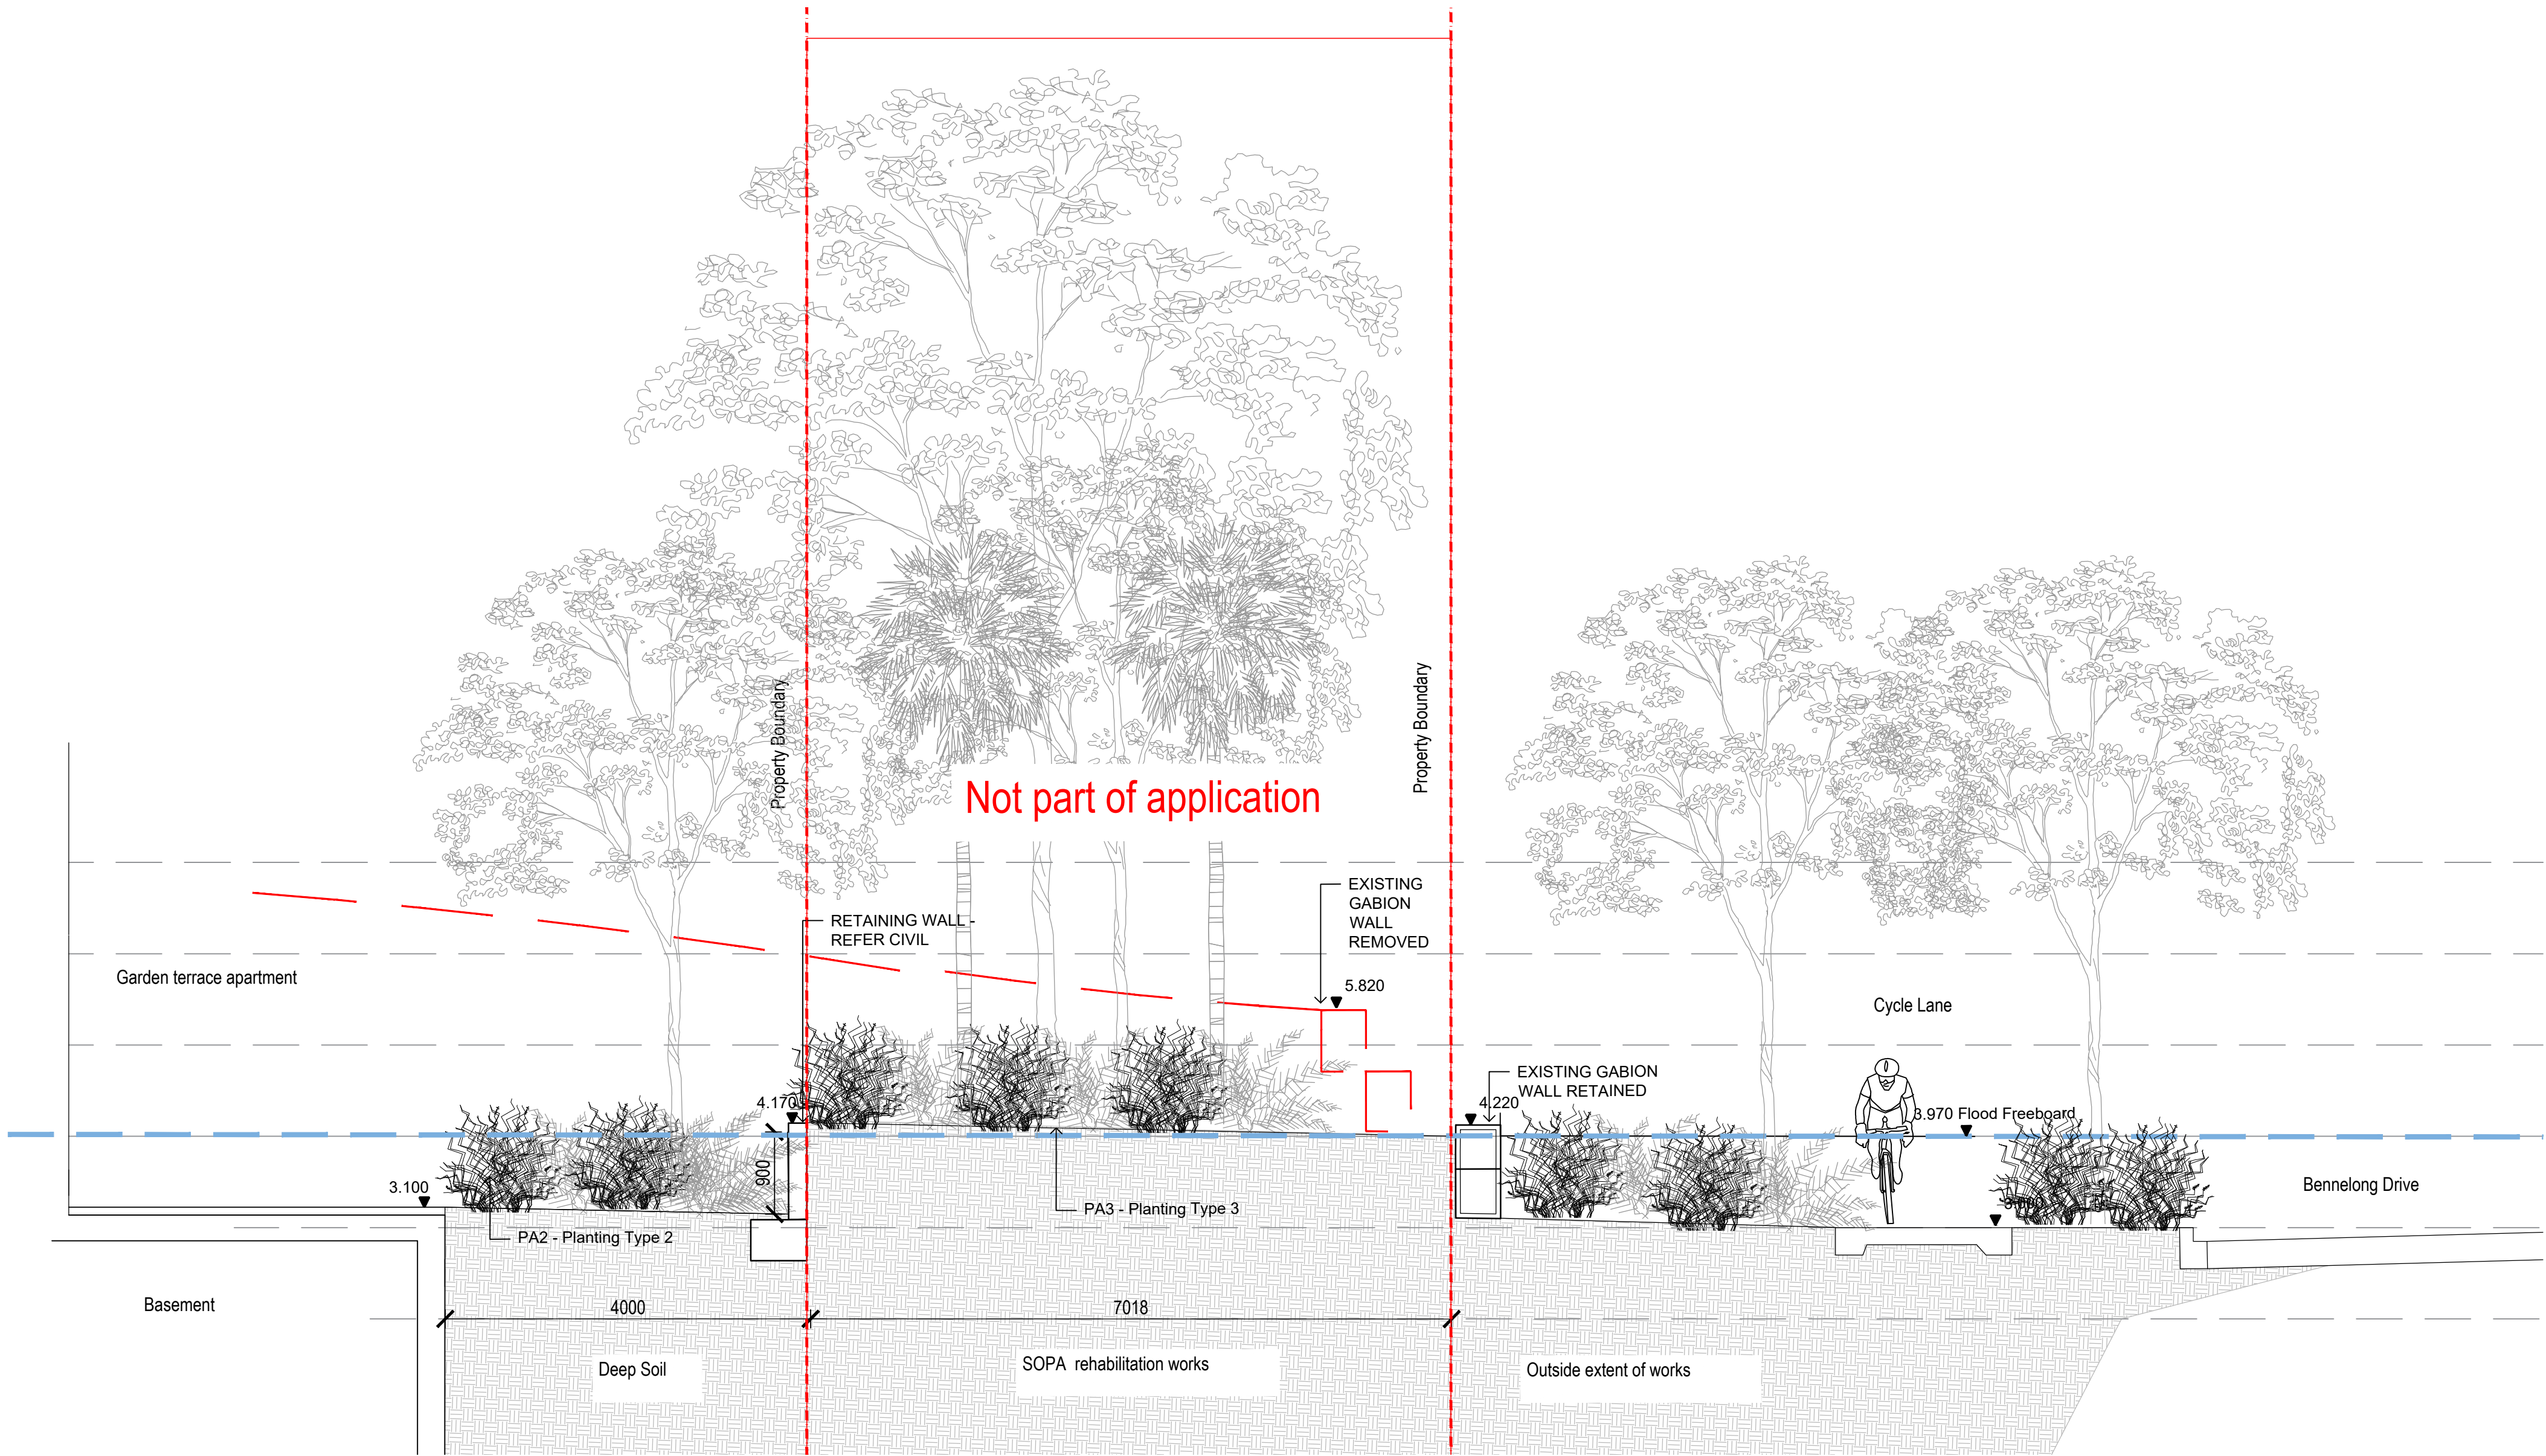 Property Boundary
Property Boundary
Not part of application
EXISTING
GABION
WALL
REMOVED
RETAINING WALL -
REFER CIVIL
5.820
Garden terrace apartment
Cycle Lane
EXISTING GABION
WALL RETAINED
4.170
4.220
3.970 Flood Freeboard
900
3.100
Bennelong Drive
PA3 - Planting Type 3
PA2 - Planting Type 2
Basement
4000
7018
Deep Soil
SOPA rehabilitation works
Outside extent of works